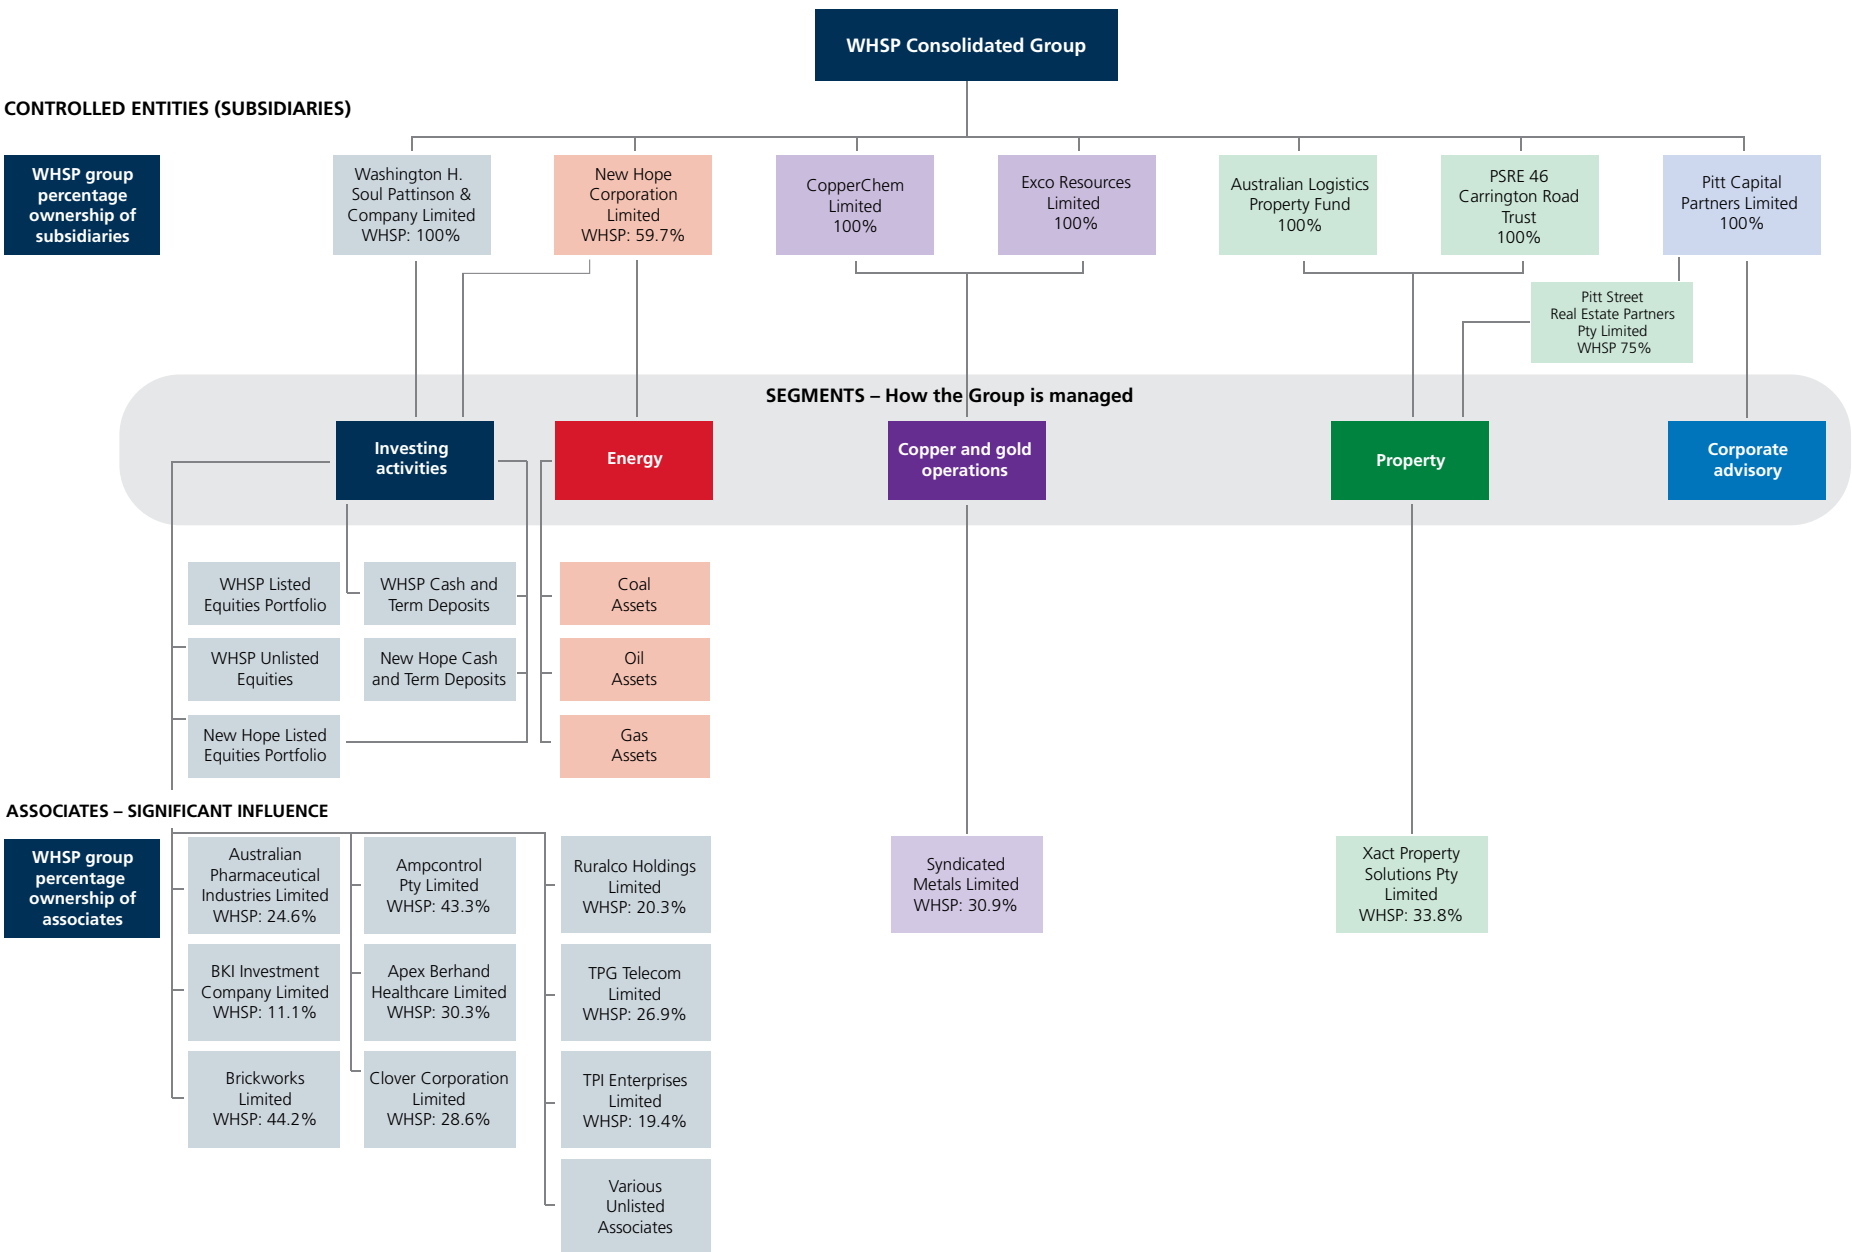 WHSP Consolidated Group
CONTROLLED ENTITIES (SUBSIDIARIES)
WHSP group
percentage
ownership of
subsidiaries
Washington H.
Soul Pattinson &
Company Limited
WHSP: 100%
New Hope
Corporation
Limited
WHSP: 59.7%
CopperChem
Limited
100%
Exco Resources
Limited
100%
Australian Logistics
Property Fund
100%
PSRE 46
Carrington Road
Trust
100%
Pitt Capital
Partners Limited
100%
Pitt Street
Real Estate Partners
Pty Limited
WHSP 75%
SEGMENTS – How the Group is managed
Investing
activities
Energy
Copper and gold
operations
Property
Corporate
advisory
WHSP Listed
Equities Portfolio
WHSP Cash and
Term Deposits
Coal
Assets
WHSP Unlisted
Equities
New Hope Cash
and Term Deposits
Oil
Assets
New Hope Listed
Equities Portfolio
Gas
Assets
ASSOCIATES – SIGNIFICANT INFLUENCE
WHSP group
percentage
ownership of
associates
Australian
Pharmaceutical
Industries Limited
WHSP: 24.6%
Ampcontrol
Pty Limited
WHSP: 43.3%
Ruralco Holdings
Limited
WHSP: 20.3%
Syndicated
Metals Limited
WHSP: 30.9%
Xact Property
Solutions Pty
Limited
WHSP: 33.8%
BKI Investment
Company Limited
WHSP: 11.1%
Apex Berhand
Healthcare Limited
WHSP: 30.3%
TPG Telecom
Limited
WHSP: 26.9%
Brickworks
Limited
WHSP: 44.2%
Clover Corporation
Limited
WHSP: 28.6%
TPI Enterprises
Limited
WHSP: 19.4%
Various
Unlisted
Associates